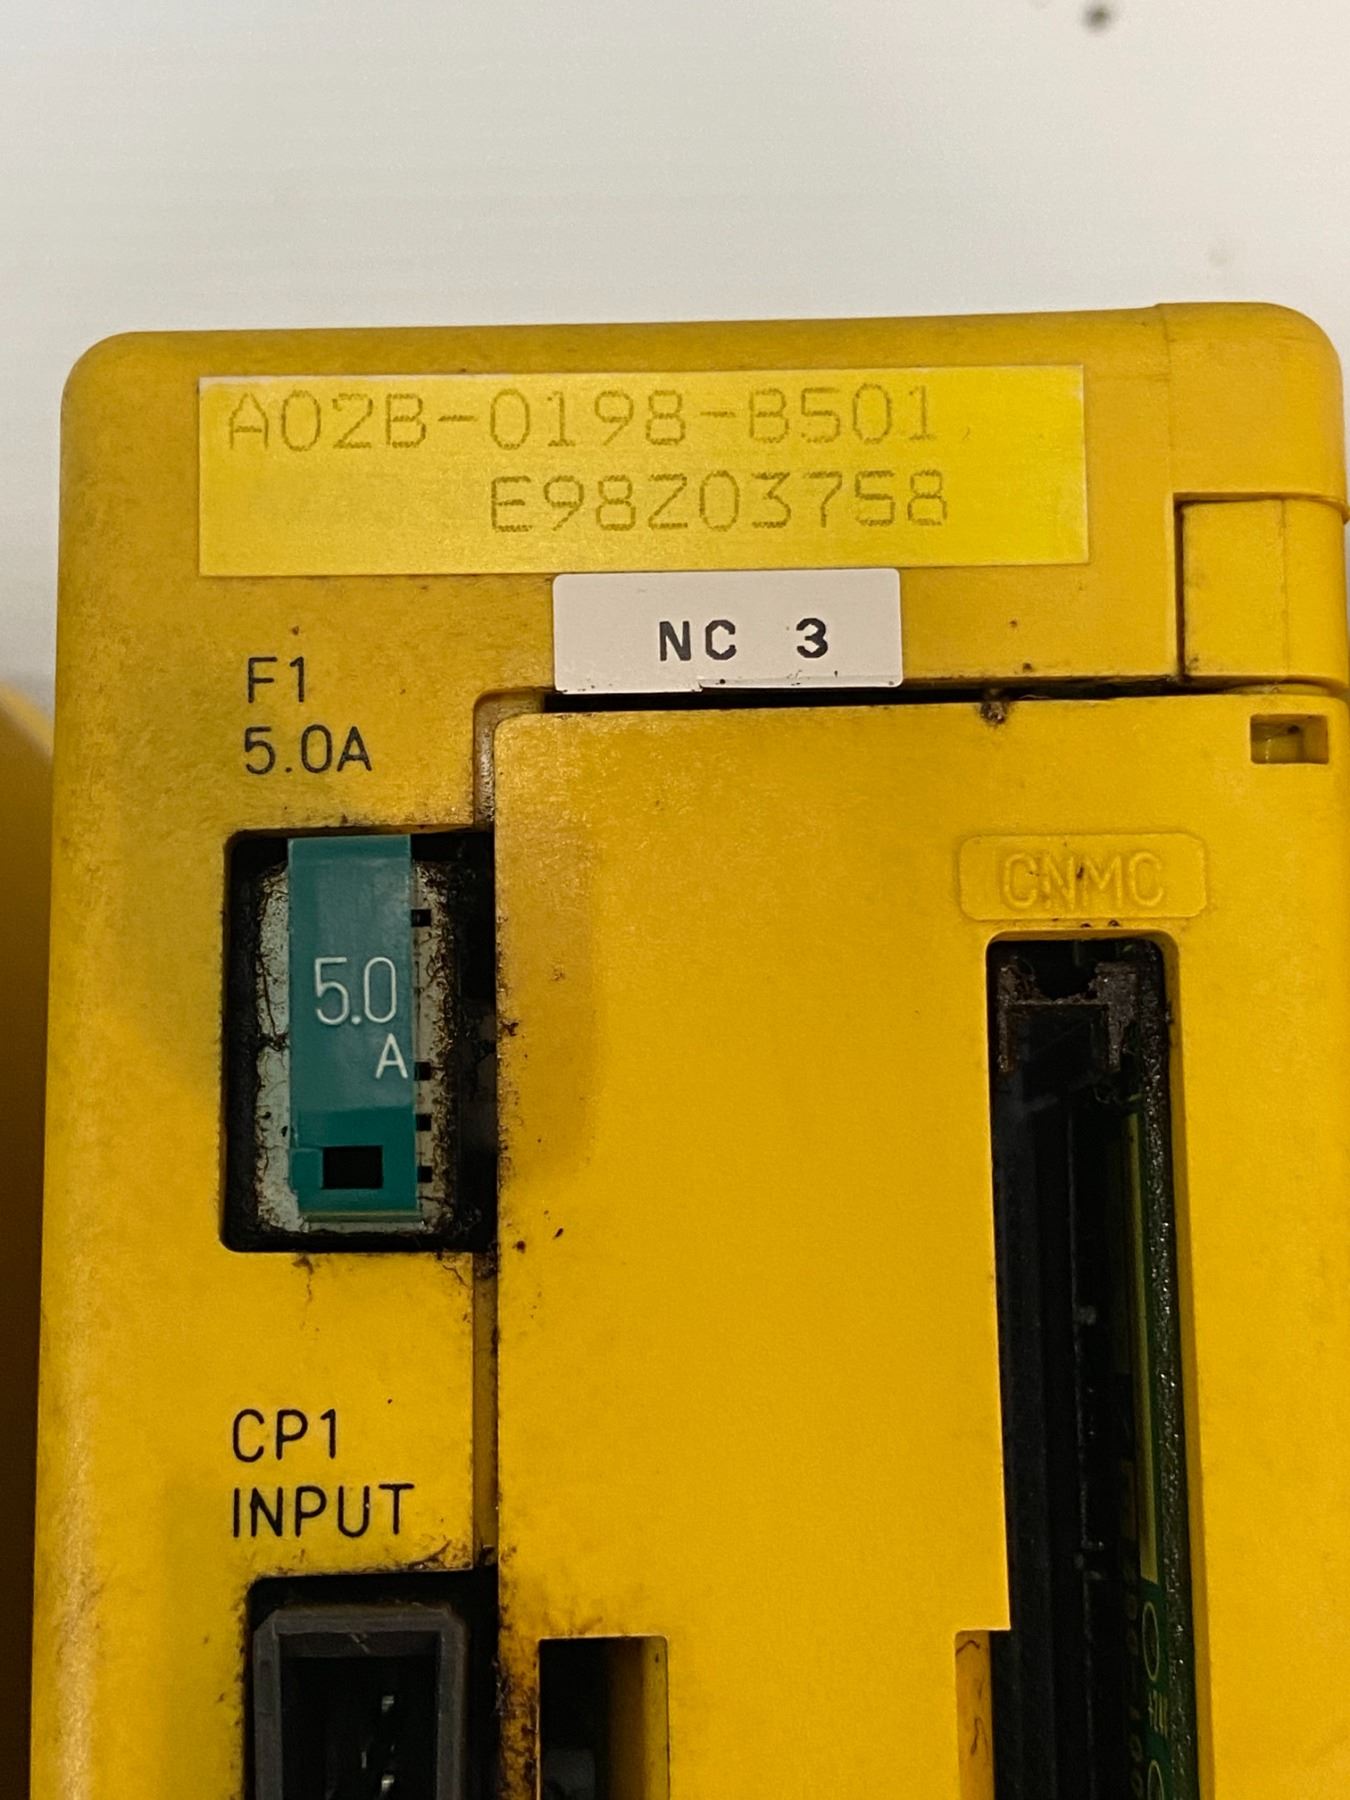 A02B-0198-B501
E98Z03758
NC 3
F1
5.0A
CNMC
5.0
A
CP1
INPUT